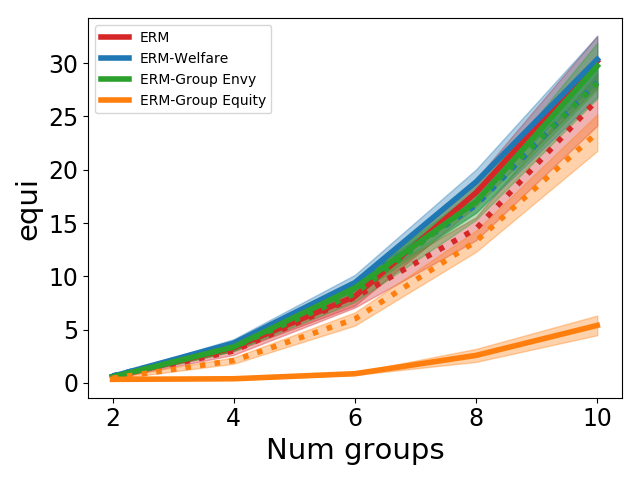 ERM
ERM-Welfare
ERM-Group Envy
ERM-Group Equity
equi
30
25
20
15
10
5
0
2 4 6 8 10
Num groups